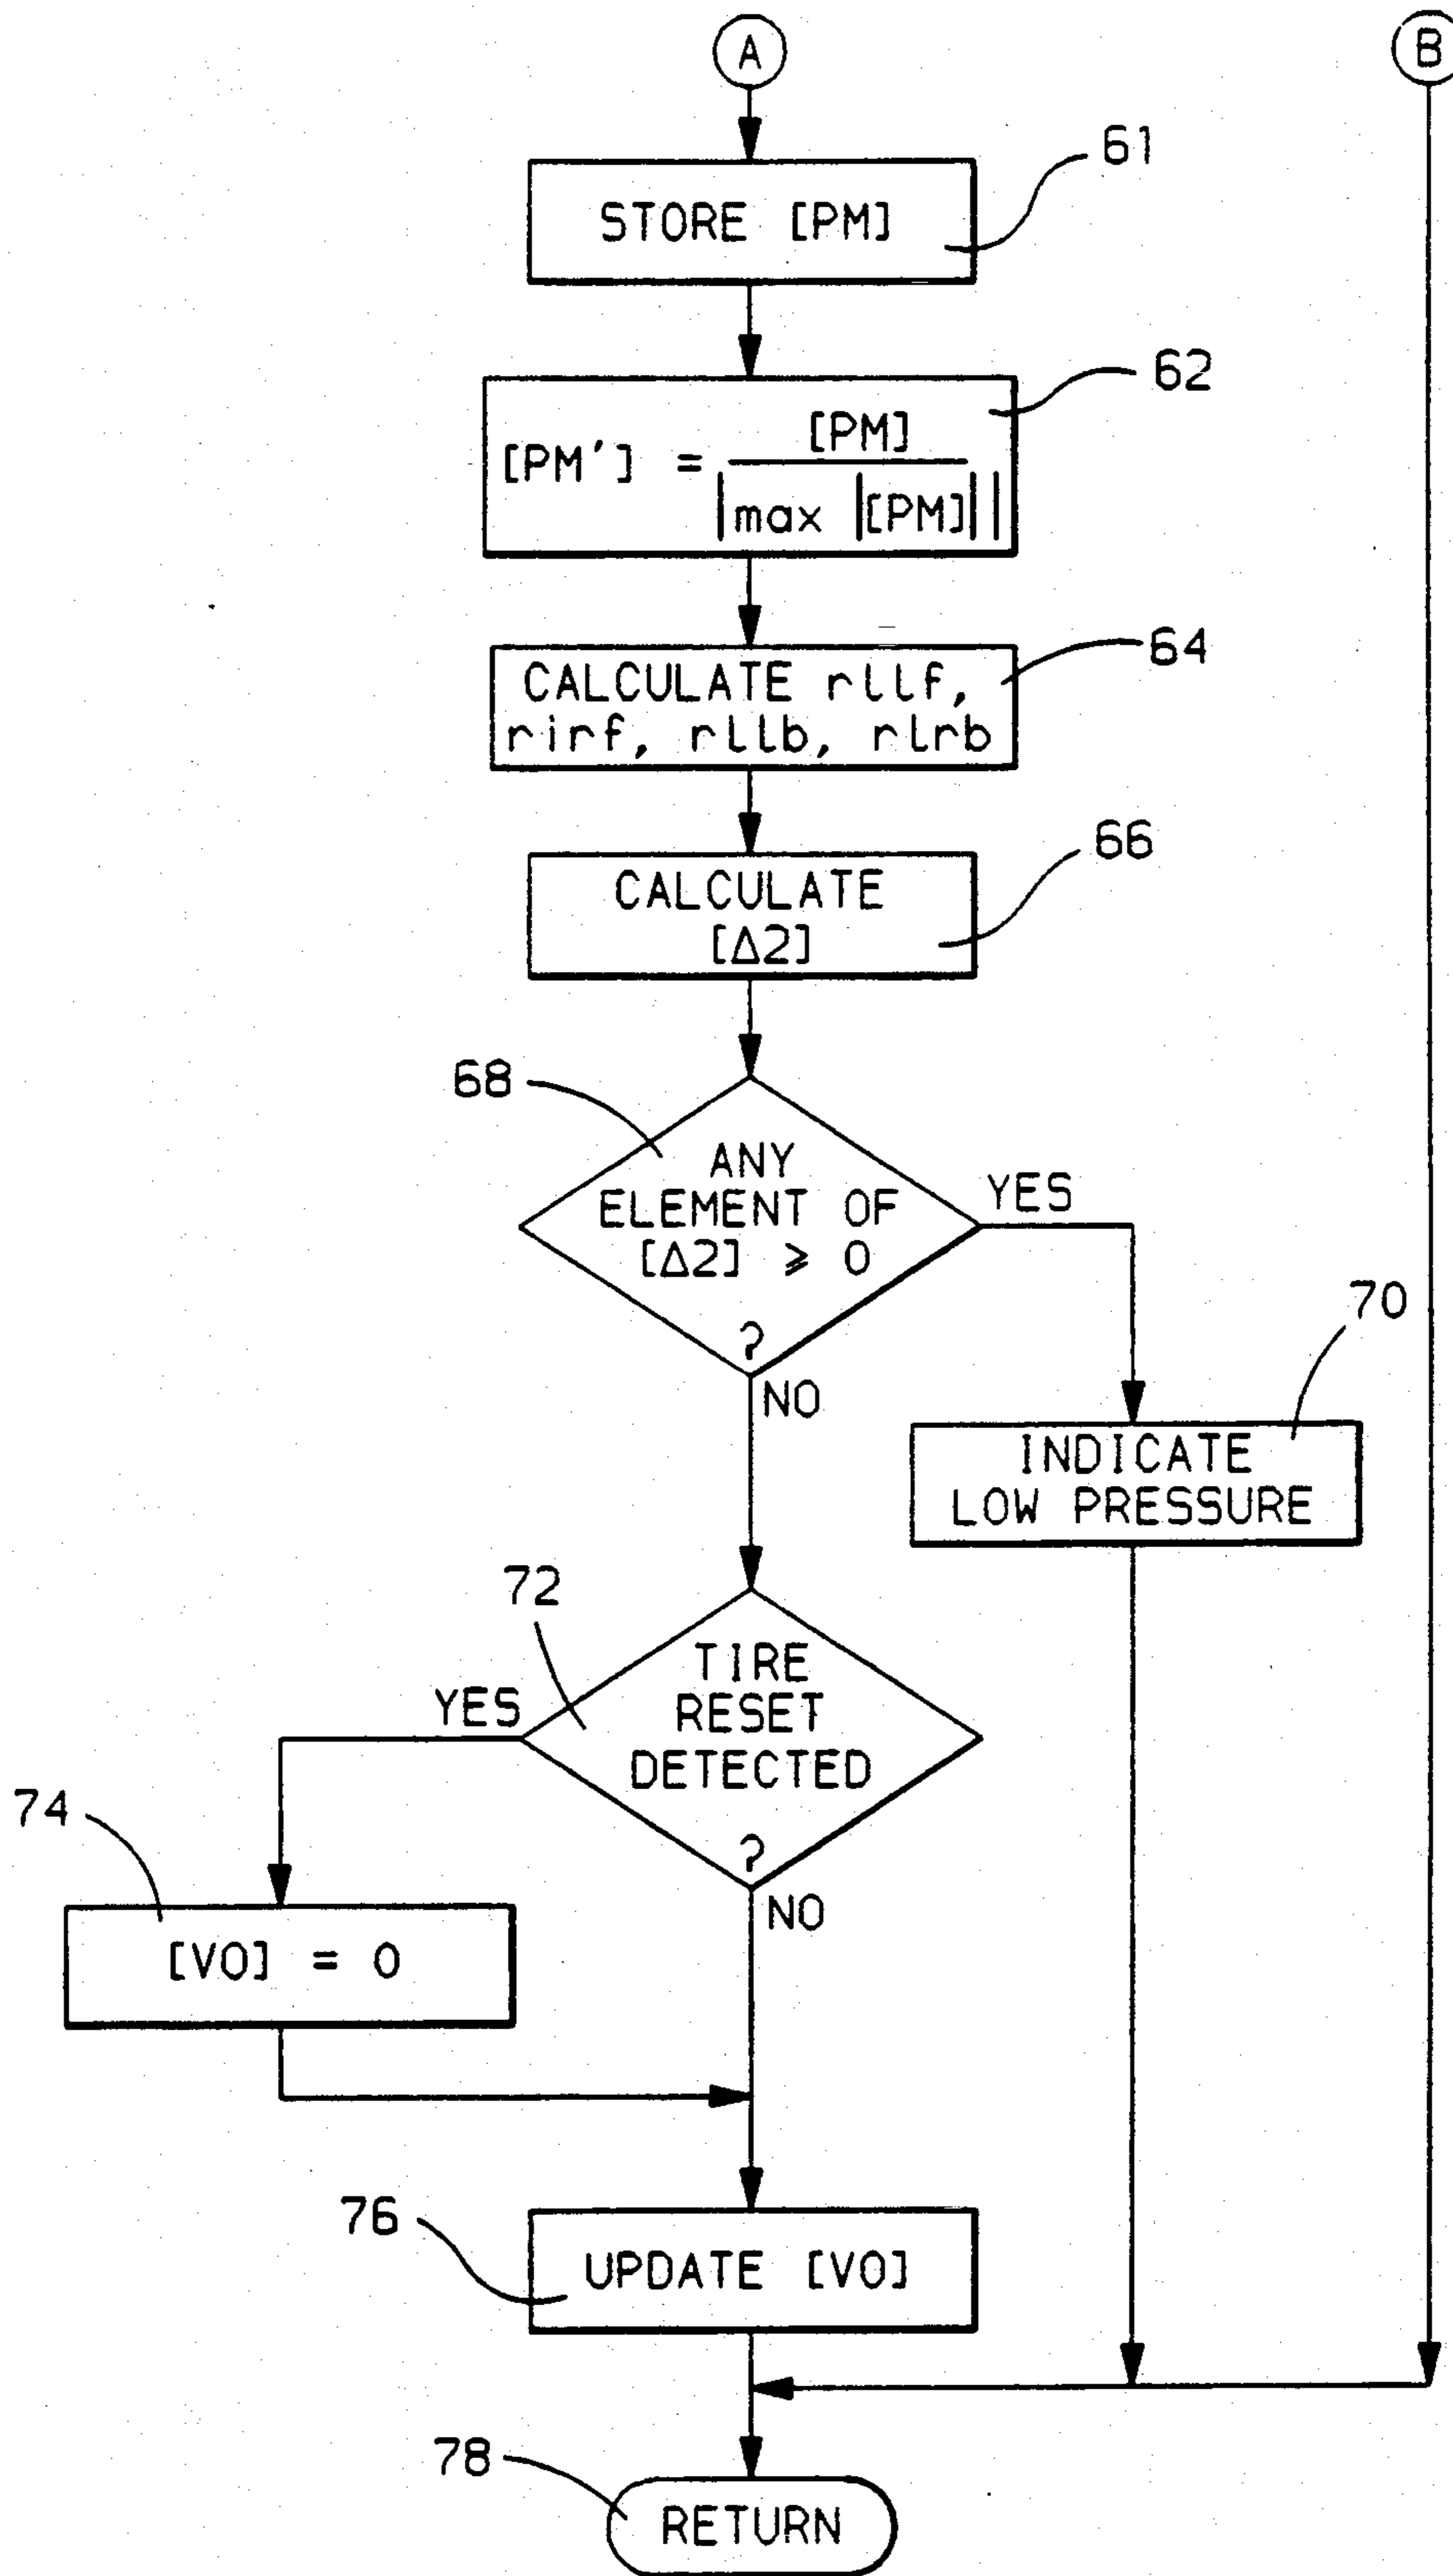 A
B
61
STORE [PM]
62
[PM'] = [PM]
|max |[PM]||
64
CALCULATE rllf,
rirf, rllb, rlrb
66
CALCULATE
[Δ2]
68
ANY
ELEMENT OF
[Δ2] ⩾ 0
?
YES
NO
70
INDICATE
LOW PRESSURE
72
TIRE
RESET
DETECTED
?
YES
NO
74
[VO] = 0
76
UPDATE [VO]
78
RETURN